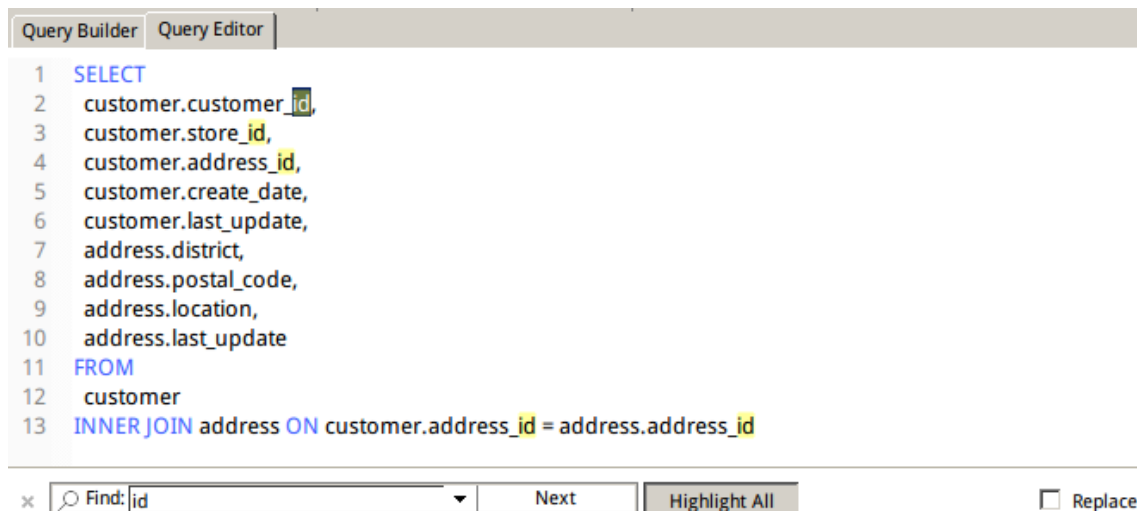 Query Builder Query Editor
1 SELECT
2 customer.customer_id,
3 customer.store_id,
4 customer.address_id,
5 customer.create_date,
6 customer.last_update,
7 address.district,
8 address.postal_code,
9 address.location,
10 address.last_update
11 FROM
12 customer
13 INNER JOIN address ON customer.address_id = address.address_id
× Find: id Next Highlight All Replace